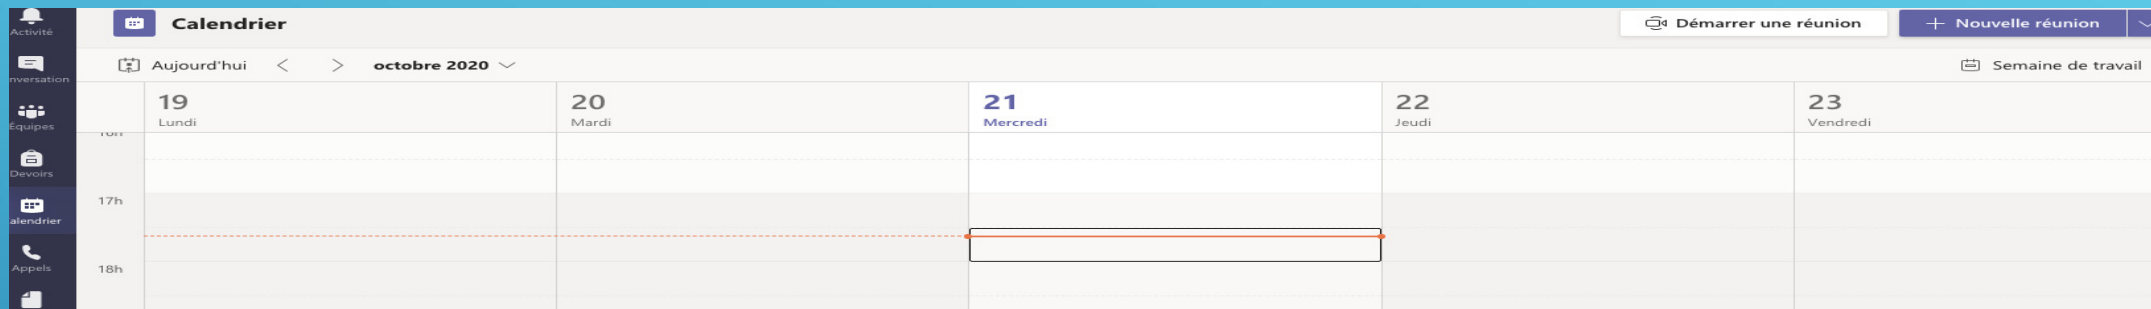 Activité
Calendrier
Démarrer une réunion
Nouvelle réunion
nversation
Aujourd'hui
octobre 2020
Semaine de travail
Équipes
19
Lundi
20
Mardi
21
Mercredi
22
Jeudi
23
Vendredi
Devoirs
alendrier
17h
Appels
18h